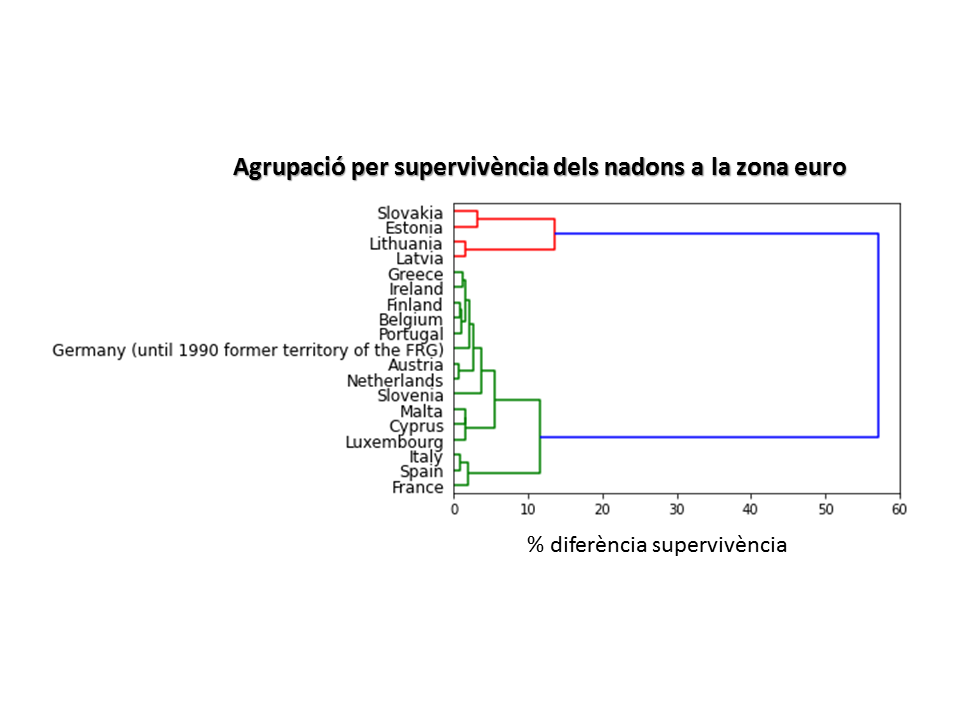 Agrupació per supervivència dels nadons a la zona euro
Slovakia
Estonia
Lithuania
Latvia
Greece
Ireland
Finland
Belgium
Portugal
Germany (until 1990 former territory of the FRG)
Austria
Netherlands
Slovenia
Malta
Cyprus
Luxembourg
Italy
Spain
France
0 10 20 30 40 50 60
% diferència supervivència